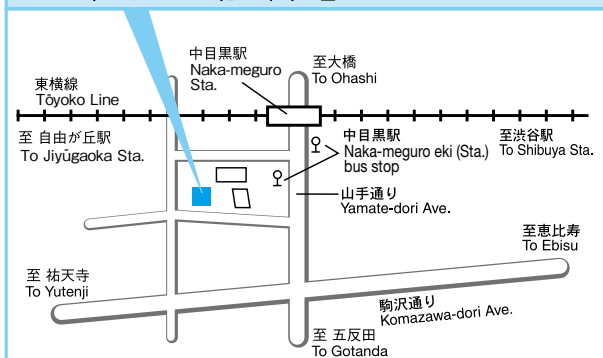 中目黒駅
Naka-meguro
Sta.
至大橋
To Ohashi
東横線
Tōyoko Line
至 自由が丘駅
To Jiyūgaoka Sta.
中目黒駅
Naka-meguro eki (Sta.)
bus stop
至渋谷駅
To Shibuya Sta.
山手通り
Yamate-dori Ave.
至恵比寿
To Ebisu
至 祐天寺
To Yutenji
駒沢通り
Komazawa-dori Ave.
至 五反田
To Gotanda